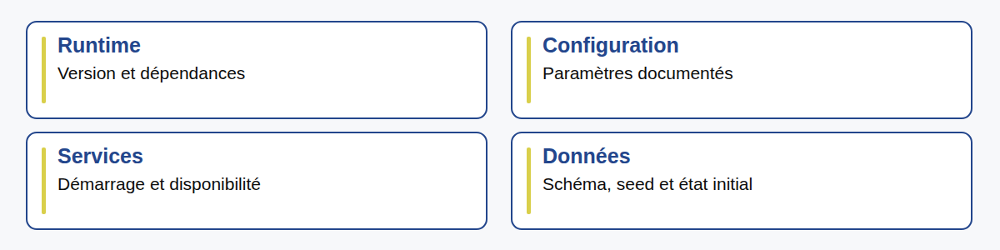 Runtime
Version et dépendances
Configuration
Paramètres documentés
Services
Démarrage et disponibilité
Données
Schéma, seed et état initial